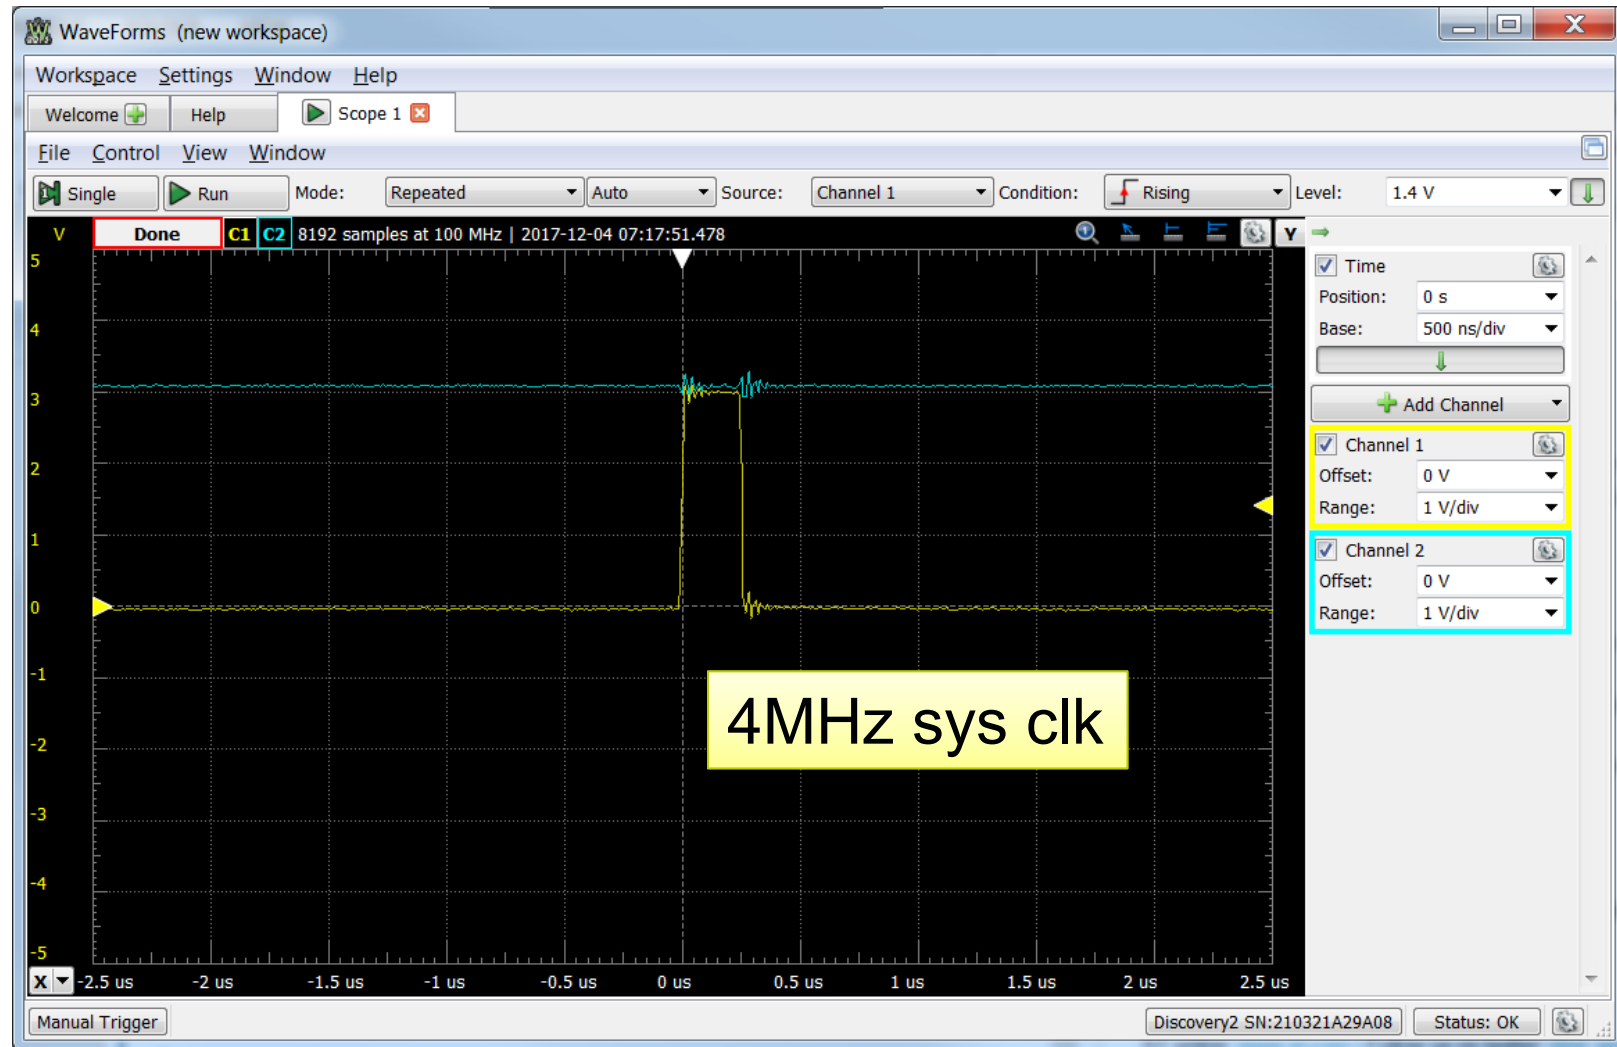 WaveForms (new workspace)
Workspace Settings Window Help
Welcome Help Scope 1
File Control View Window
Single Run Mode: Repeated Auto Source: Channel 1 Condition: Rising Level: 1.4 V
V Done C1 C2 8192 samples at 100 MHz | 2017-12-04 07:17:51.478 Y
Time
Position: 0 s
Base: 500 ns/div
Add Channel
Channel 1
Offset: 0 V
Range: 1 V/div
Channel 2
Offset: 0 V
Range: 1 V/div
5
4
3
2
1
0
-1
-2
-3
-4
-5
4MHz sys clk
X -2.5 us -2 us -1.5 us -1 us -0.5 us 0 us 0.5 us 1 us 1.5 us 2 us 2.5 us
Manual Trigger Discovery2 SN:210321A29A08 Status: OK